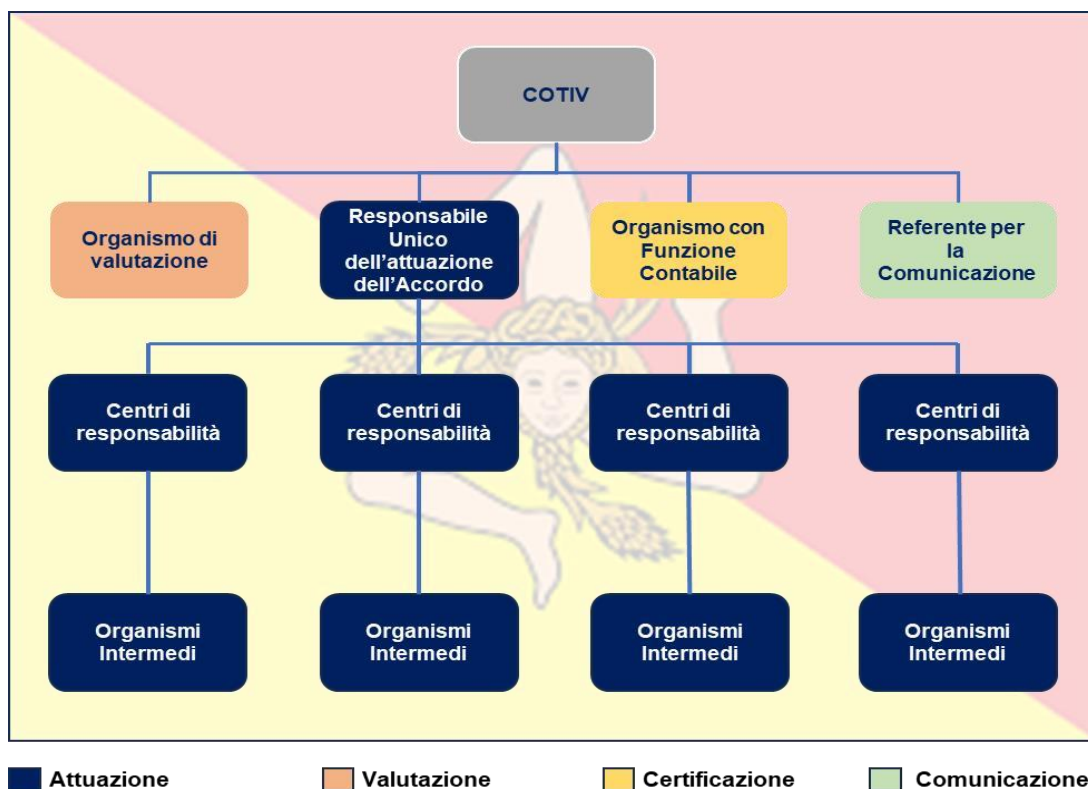 COTIV
Organismo di
valutazione
Responsabile
Unico
dell'attuazione
dell'Accordo
Organismo con
Funzione
Contabile
Referente per
la
Comunicazione
Centri di
responsabilità
Centri di
responsabilità
Centri di
responsabilità
Centri di
responsabilità
Organismi
Intermedi
Organismi
Intermedi
Organismi
Intermedi
Organismi
Intermedi
Attuazione
Valutazione
Certificazione
Comunicazione